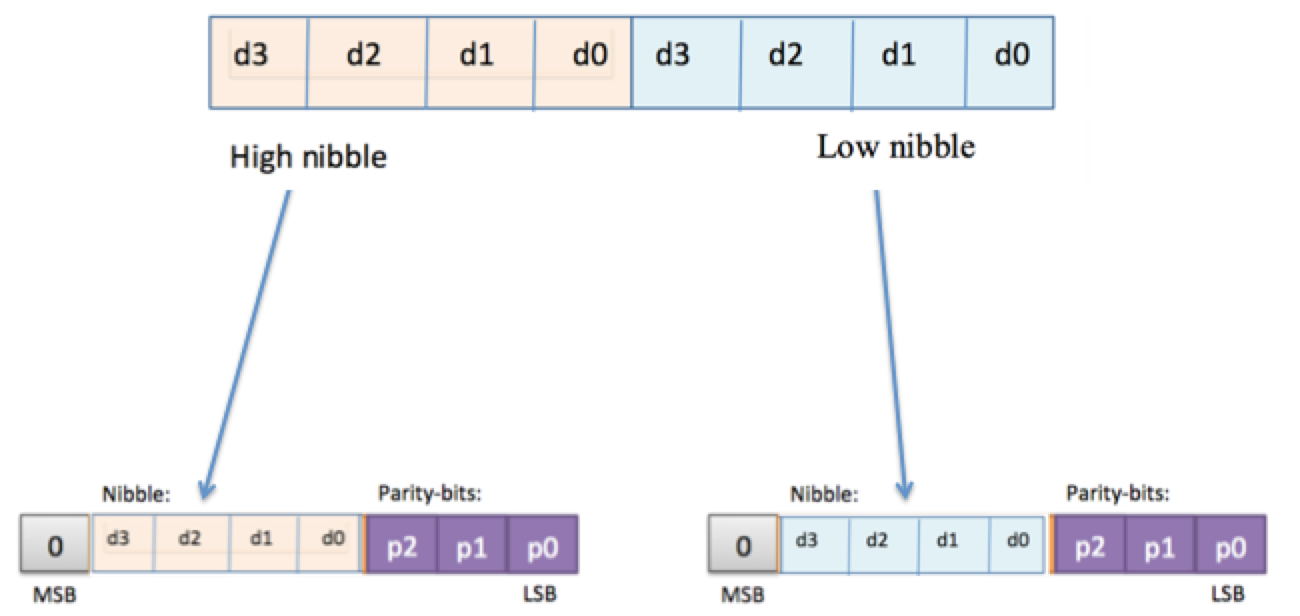 d3 d2 d1 d0 d3 d2 d1 d0
High nibble
Low nibble
Nibble: Parity-bits:
0 d3 d2 d1 d0 p2 p1 p0
MSB LSB
Nibble: Parity-bits:
0 d3 d2 d1 d0 p2 p1 p0
MSB LSB